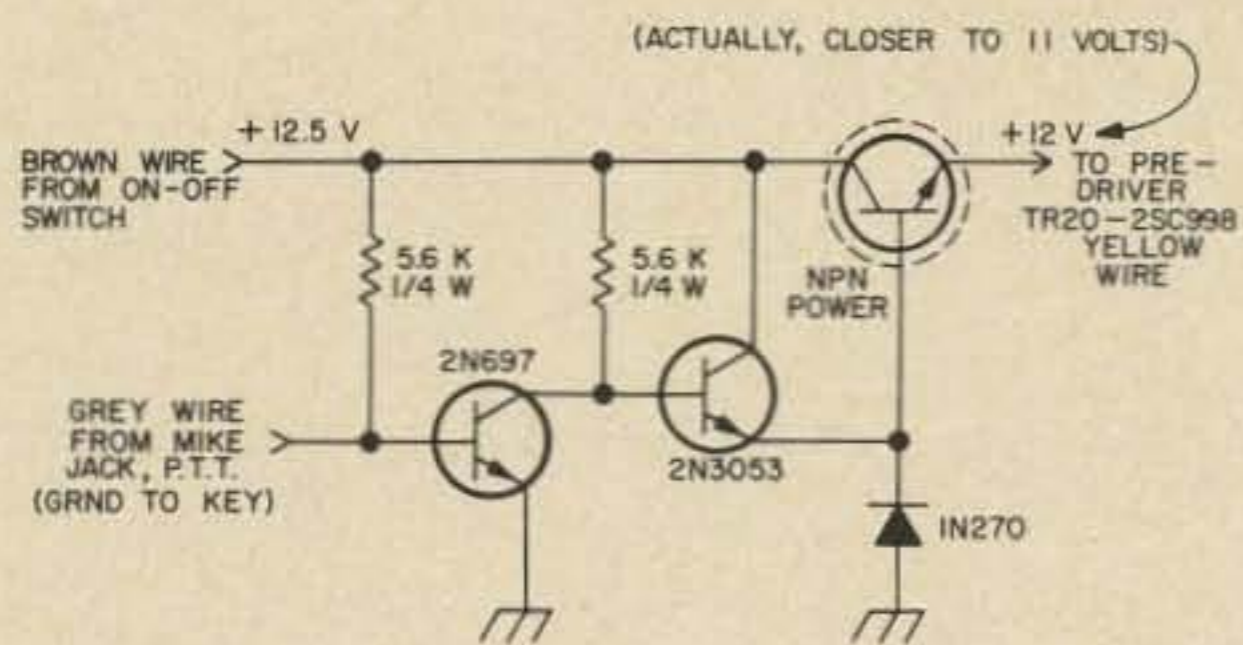 (ACTUALLY, CLOSER TO 11 VOLTS)
+ 12.5 V
+12 V
BROWN WIRE
FROM ON-OFF
SWITCH
TO PRE-
DRIVER
TR20-2SC998
YELLOW
WIRE
5.6 K
1/4 W
5.6 K
1/4 W
NPN
POWER
2N697
GREY WIRE
FROM MIKE
JACK, P.T.T.
(GRND TO KEY)
2N3053
IN270